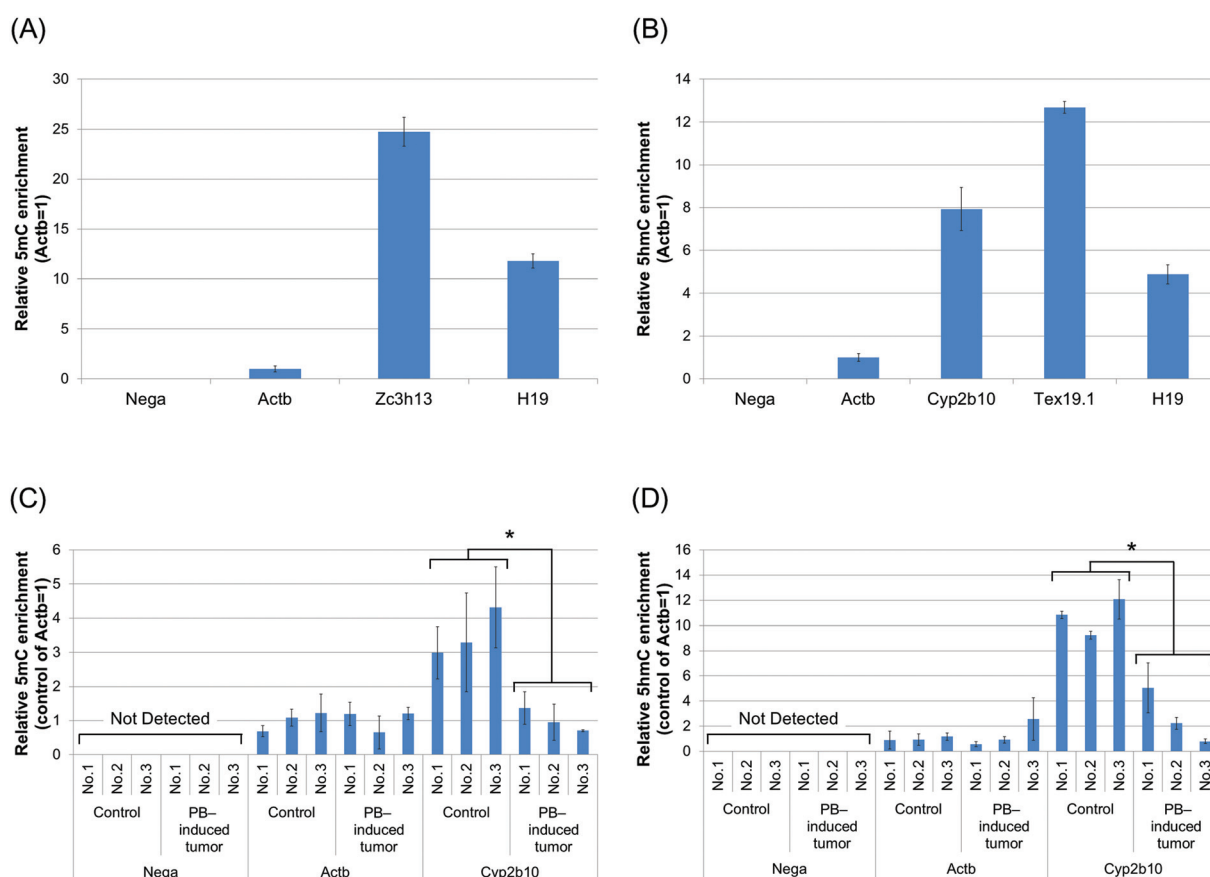 (A)
Relative 5mC enrichment
(Actb=1)
30
25
20
15
10
5
0
Nega Actb Zc3h13 H19
(B)
Relative 5hmC enrichment
(Actb=1)
14
12
10
8
6
4
2
0
Nega Actb Cyp2b10 Tex19.1 H19
(C)
Relative 5mC enrichment
(control of Actb=1)
6
5
4
3
2
1
0
*
Not Detected
No.1 No.2 No.3 No.1 No.2 No.3 No.1 No.2 No.3 No.1 No.2 No.3 No.1 No.2 No.3 No.1 No.2 No.3
Control PB–induced tumor Control PB–induced tumor Control PB–induced tumor
Nega Actb Cyp2b10
(D)
Relative 5hmC enrichment
(control of Actb=1)
16
14
12
10
8
6
4
2
0
*
Not Detected
No.1 No.2 No.3 No.1 No.2 No.3 No.1 No.2 No.3 No.1 No.2 No.3 No.1 No.2 No.3 No.1 No.2 No.3
Control PB–induced tumor Control PB–induced tumor Control PB–induced tumor
Nega Actb Cyp2b10